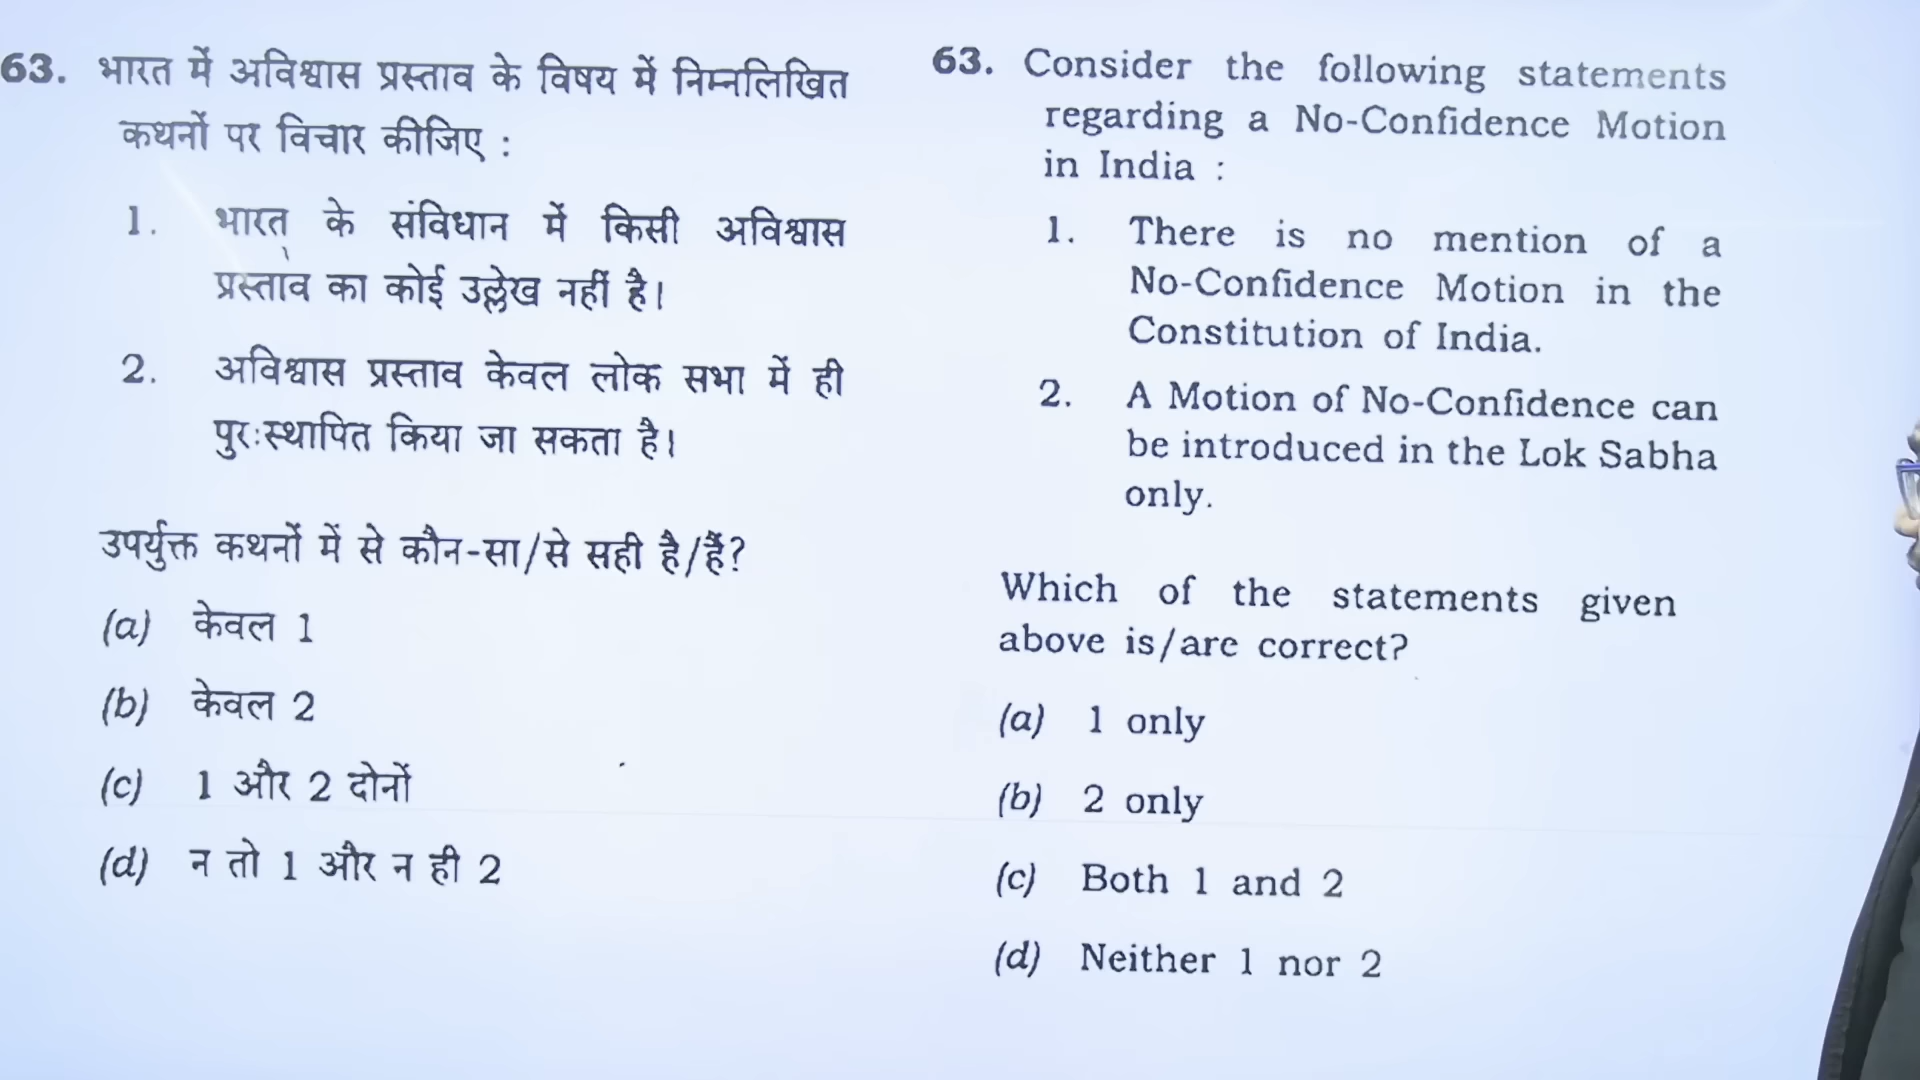 63. भारत में अविश्वास प्रस्ताव के विषय में निम्नलिखित
कथनों पर विचार कीजिए :
1. भारत के संविधान में किसी अविश्वास
प्रस्ताव का कोई उल्लेख नहीं है।
2. अविश्वास प्रस्ताव केवल लोक सभा में ही
पुरःस्थापित किया जा सकता है।
उपर्युक्त कथनों में से कौन-सा/से सही है/हैं?
(a) केवल 1
(b) केवल 2
(c) 1 और 2 दोनों
(d) न तो 1 और न ही 2
63. Consider the following statements
regarding a No-Confidence Motion
in India :
1. There is no mention of a
No-Confidence Motion in the
Constitution of India.
2. A Motion of No-Confidence can
be introduced in the Lok Sabha
only.
Which of the statements given
above is/are correct?
(a) 1 only
(b) 2 only
(c) Both 1 and 2
(d) Neither 1 nor 2